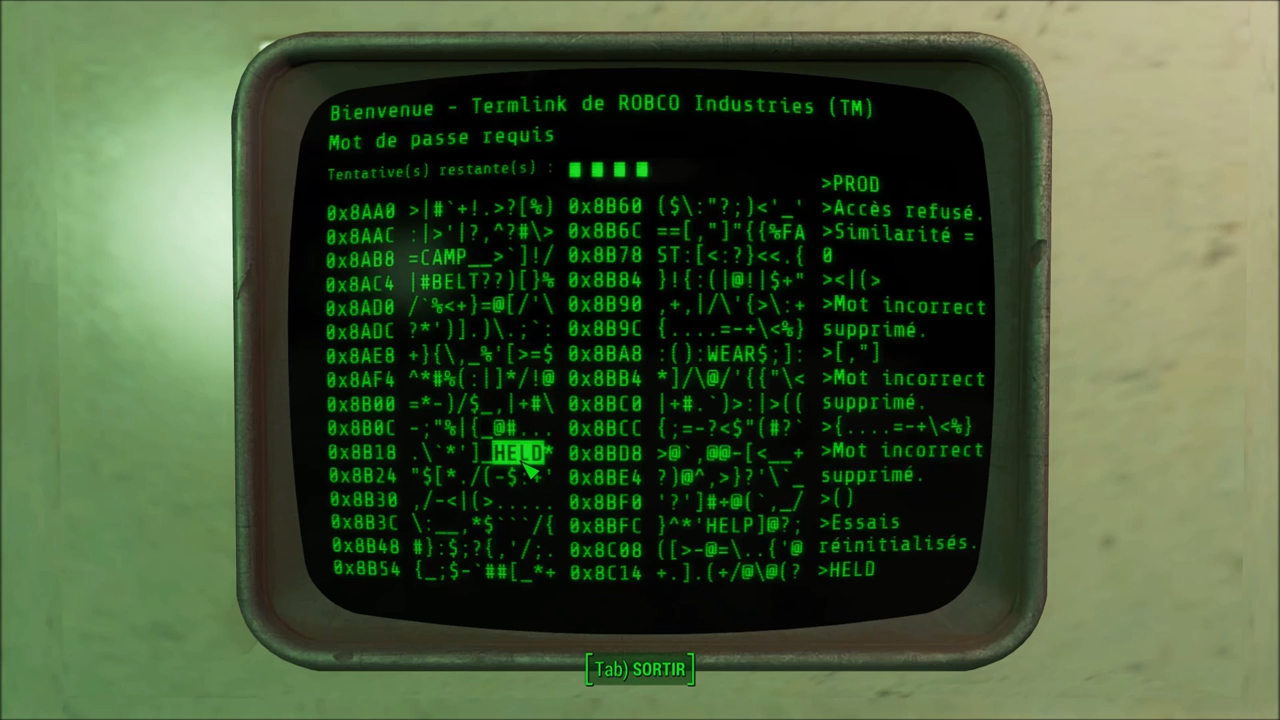 Bienvenue - Termlink de ROBCO Industries (TM)
Mot de passe requis
Tentative(s) restante(s) :
0x8AA0 >|#`+!.>?[%)
0x8AAC :|>'|?,^?#\>
0x8AB8 =CAMP__>`]!/
0x8AC4 |#BELT??)[}%
0x8AD0 /`%<+}=@[/'\
0x8ADC ?*')].)\.;`:
0x8AE8 +}{\,_%'[>=$
0x8AF4 ^*#%(:|]*/!@
0x8B00 =*-)/$_,|+#\
0x8B0C -;"%|{_@#...
0x8B18 .\`*']_HELD*
0x8B24 "$[*./(-$:+'
0x8B30 ,/-<|(>.....
0x8B3C \:__,*$```/{
0x8B48 #}:$;?{,'/;.
0x8B54 {_;$-`##[_*+
0x8B60 ($\:"?;)<'_'
0x8B6C ==[,"]"{{%FA
0x8B78 ST:[<:?}<<.{
0x8B84 }!{:(|@!|$+"
0x8B90 ,+,|/\'{>\:+
0x8B9C {....=-+\<%}
0x8BA8 :():WEAR$;]:
0x8BB4 *]/\@/'{{"\<
0x8BC0 |+#.`)>:|>((
0x8BCC {;=-?<$"(#?`
0x8BD8 >@`,@@-[<__+
0x8BE4 ?)@^,>}?'\`_
0x8BF0 '?']#+@(`,_/
0x8BFC }^*'HELP]@?;
0x8C08 ([>-@=\..{'@
0x8C14 +.].(+/@\@(?
>PROD
>Accès refusé.
>Similarité =
0
><|(>
>Mot incorrect
supprimé.
>[,"]
>Mot incorrect
supprimé.
>{....=-+\<%}
>Mot incorrect
supprimé.
>()
>Essais
réinitialisés.
>HELD
Tab) SORTIR